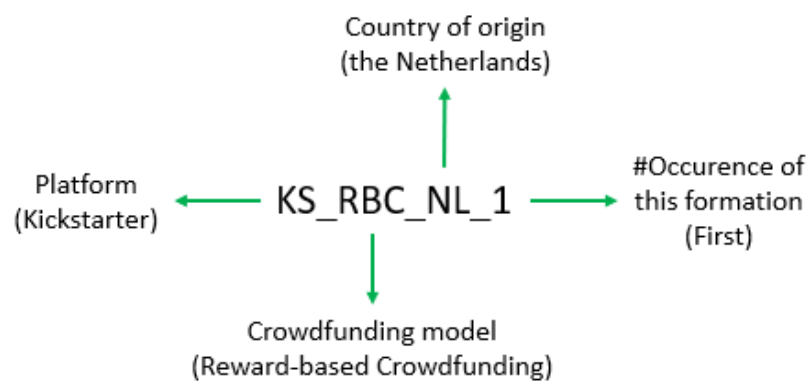 Country of origin
(the Netherlands)
#Occurence of
this formation
(First)
Platform
(Kickstarter)
KS_RBC_NL_1
Crowdfunding model
(Reward-based Crowdfunding)